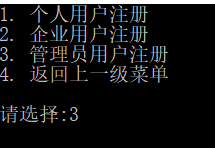 1. 个人用户注册
2. 企业用户注册
3. 管理员用户注册
4. 返回上一级菜单
请选择:3